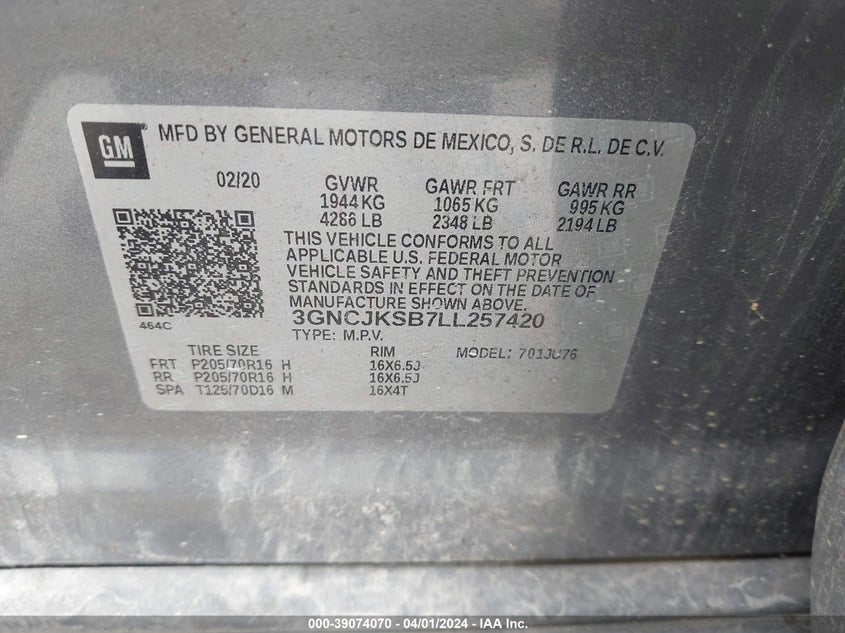 GM
MFD BY GENERAL MOTORS DE MEXICO, S. DE R.L. DE C.V.
02/20 GVWR GAWR FRT GAWR RR
1944 KG 1065 KG 995 KG
4286 LB 2348 LB 2194 LB
THIS VEHICLE CONFORMS TO ALL
APPLICABLE U.S. FEDERAL MOTOR
VEHICLE SAFETY AND THEFT PREVENTION
STANDARDS IN EFFECT ON THE DATE OF
MANUFACTURE SHOWN ABOVE.
464C
3GNCJKSB7LL257420
TYPE: M.P.V.
TIRE SIZE RIM MODEL: 701JU76
FRT P205/70R16 H 16X6.5J
RR P205/70R16 H 16X6.5J
SPA T125/70D16 M 16X4T
000-39074070 04/01/2024 - IAA Inc.